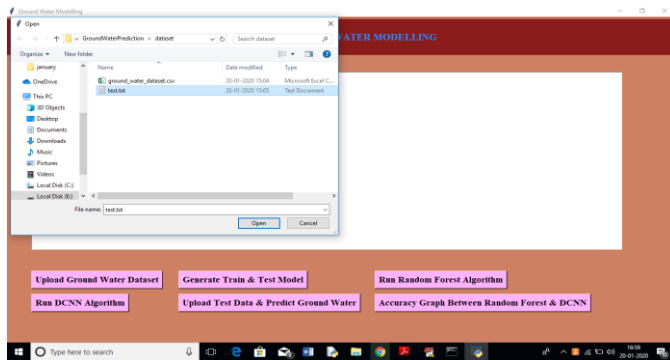 Ground Water Modelling
Open
« GroundWaterPrediction > dataset
Search dataset
WATER MODELLING
Organize
New folder
january
OneDrive
This PC
3D Objects
Desktop
Documents
Downloads
Music
Pictures
Videos
Local Disk (C:)
Local Disk (E:)
Name
Date modified
Type
ground_water_dataset.csv
20-01-2020 15:04
Microsoft Excel C...
test.txt
20-01-2020 15:05
Text Document
File name:
test.txt
Open
Cancel
Upload Ground Water Dataset
Generate Train & Test Model
Run Random Forest Algorithm
Run DCNN Algorithm
Upload Test Data & Predict Ground Water
Accuracy Graph Between Random Forest & DCNN
Type here to search
16:59
20-01-2020